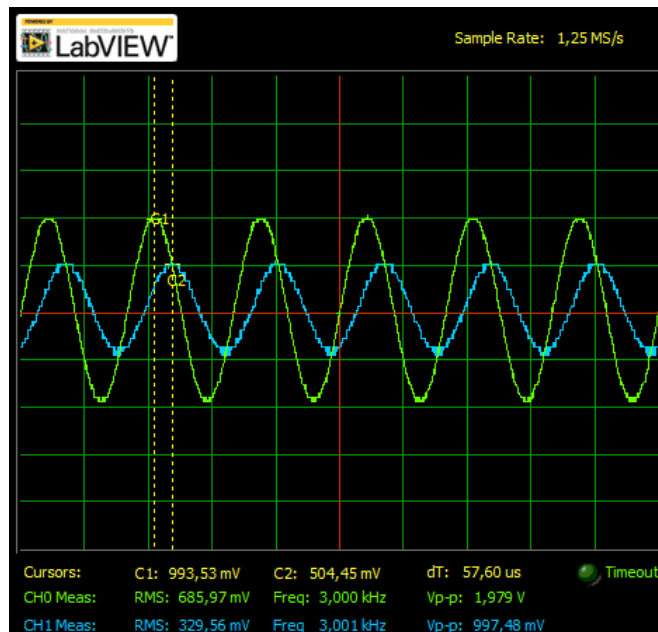 POWERED BY
NATIONAL INSTRUMENTS
LabVIEW™
Sample Rate: 1,25 MS/s
C1
C2
Cursors: C1: 993,53 mV C2: 504,45 mV dT: 57,60 us Timeout
CH0 Meas: RMS: 685,97 mV Freq: 3,000 kHz Vp-p: 1,979 V
CH1 Meas: RMS: 329,56 mV Freq: 3,001 kHz Vp-p: 997,48 mV